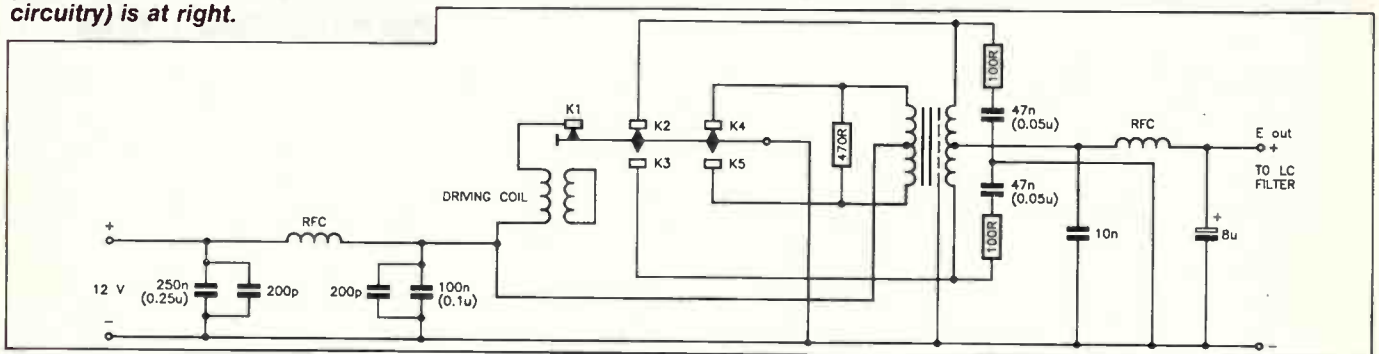 circuitry) is at right.
100R
K1
K2
K4
47n
(0.05u)
RFC
E out
+
470R
K3
K5
TO LC
FILTER
DRIVING COIL
47n
(0.05u)
+
RFC
10n
+
8u
100R
12 V
250n
(0.25u)
200p
200p
100n
(0.1u)
-
-